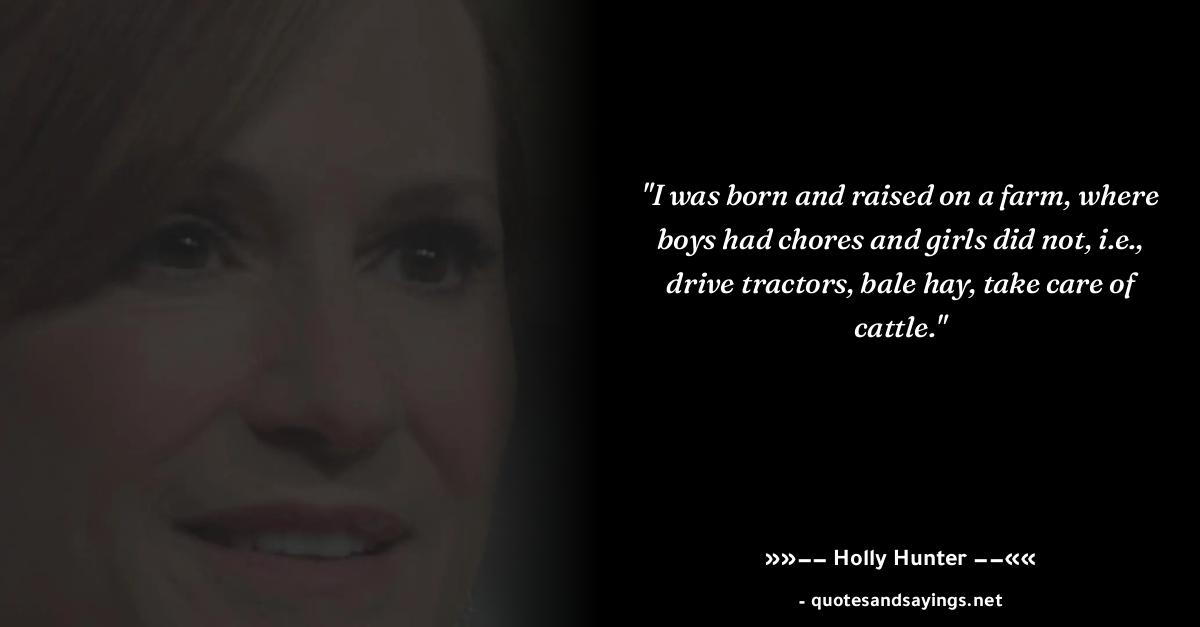 "I was born and raised on a farm, where
boys had chores and girls did not, i.e.,
drive tractors, bale hay, take care of
cattle."
»»−− Holly Hunter −−««
- quotesandsayings.net